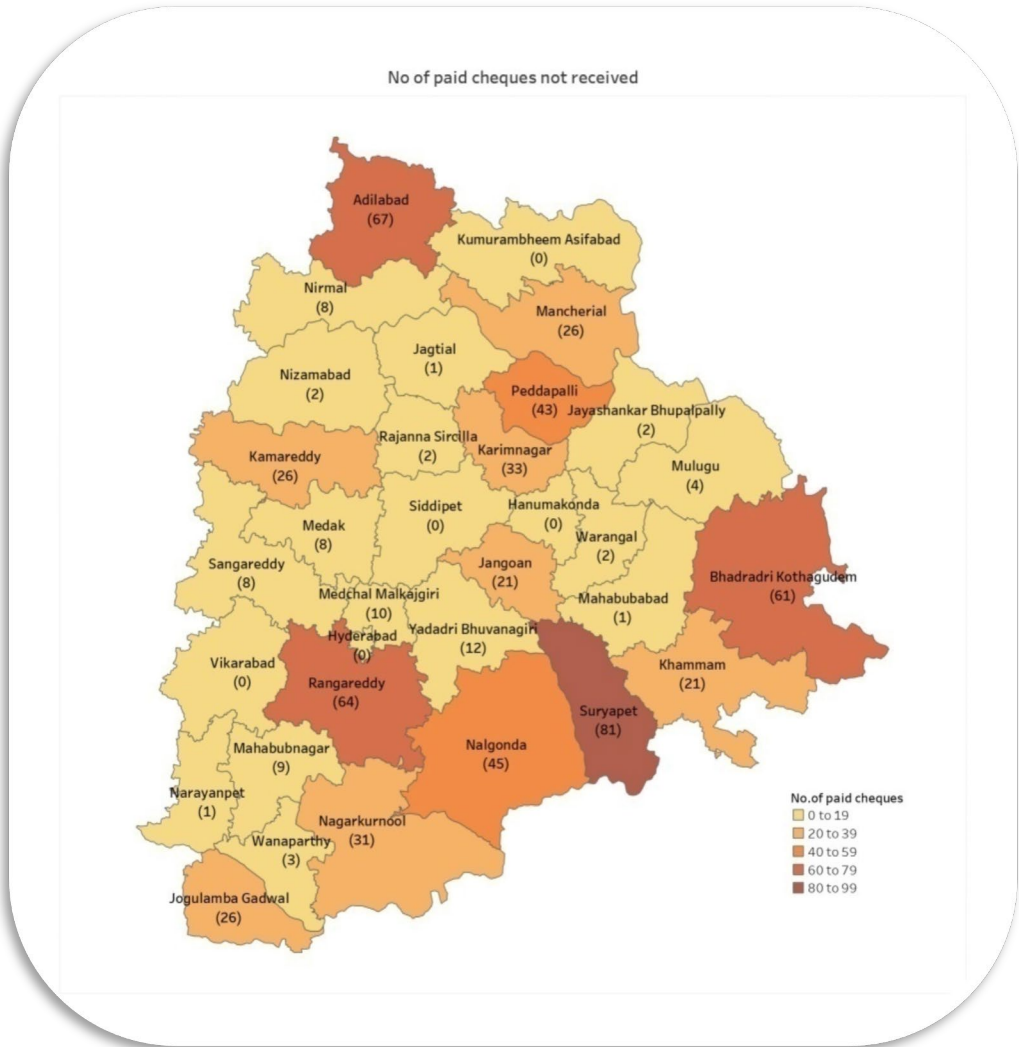 No of paid cheques not received
Adilabad
(67)
Kumurambheem Asifabad
(0)
Nirmal
(8)
Mancherial
(26)
Jagtial
(1)
Nizamabad
(2)
Peddapalli
(43)
Jayashankar Bhupalpally
(2)
Rajanna Sircilla
(2)
Karimnagar
(33)
Kamareddy
(26)
Mulugu
(4)
Siddipet
(0)
Hanumakonda
(0)
Medak
(8)
Warangal
(2)
Sangareddy
(8)
Jangoan
(21)
Bhadradri Kothagudem
(61)
Medchal Malkajgiri
(10)
Mahabubabad
(1)
Hyderabad
(0)
Yadadri Bhuvanagiri
(12)
Vikarabad
(0)
Khammam
(21)
Rangareddy
(64)
Suryapet
(81)
Mahabubnagar
(9)
Nalgonda
(45)
Narayanpet
(1)
Nagarkurnool
(31)
Wanaparthy
(3)
Jogulamba Gadwal
(26)
No.of paid cheques
0 to 19
20 to 39
40 to 59
60 to 79
80 to 99